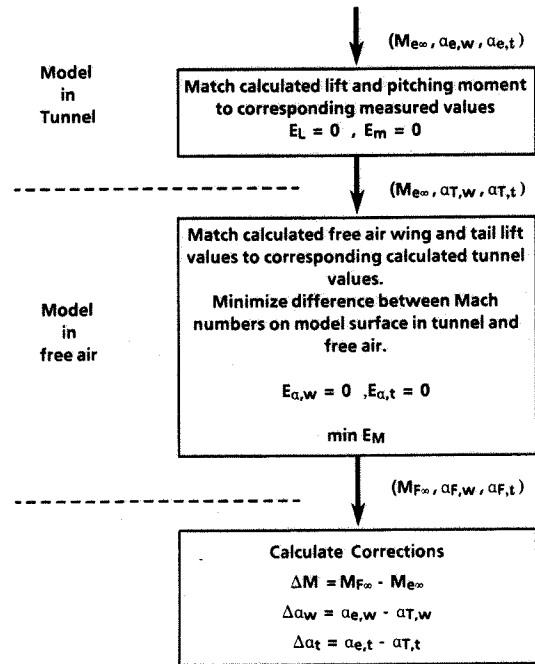 (Me∞, αe,w, αe,t)
Model
in
Tunnel
Match calculated lift and pitching moment
to corresponding measured values
EL = 0 , Em = 0
(Me∞, αT,w, αT,t)
Model
in
free air
Match calculated free air wing and tail lift
values to corresponding calculated tunnel
values.
Minimize difference between Mach
numbers on model surface in tunnel and
free air.
Eα,w = 0 ,Eα,t = 0
min EM
(MF∞, αF,w, αF,t)
Calculate Corrections
ΔM = MF∞ - Me∞
Δαw = αe,w - αT,w
Δαt = αe,t - αT,t